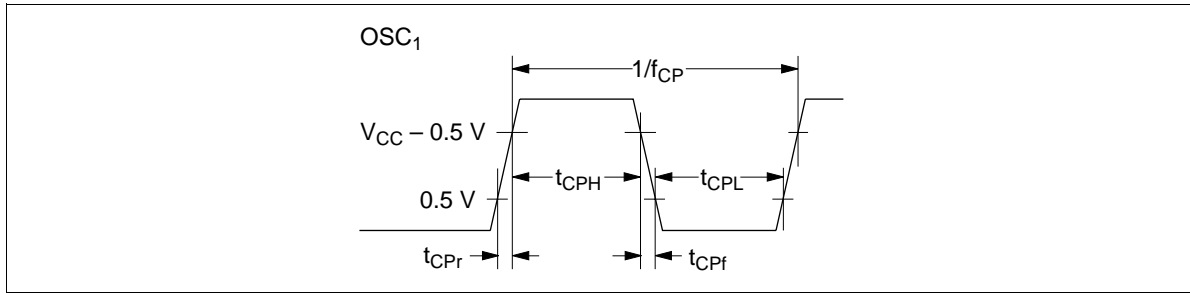 OSC₁
1/fCP
VCC – 0.5 V
tCPH
tCPL
0.5 V
tCPr
tCPf